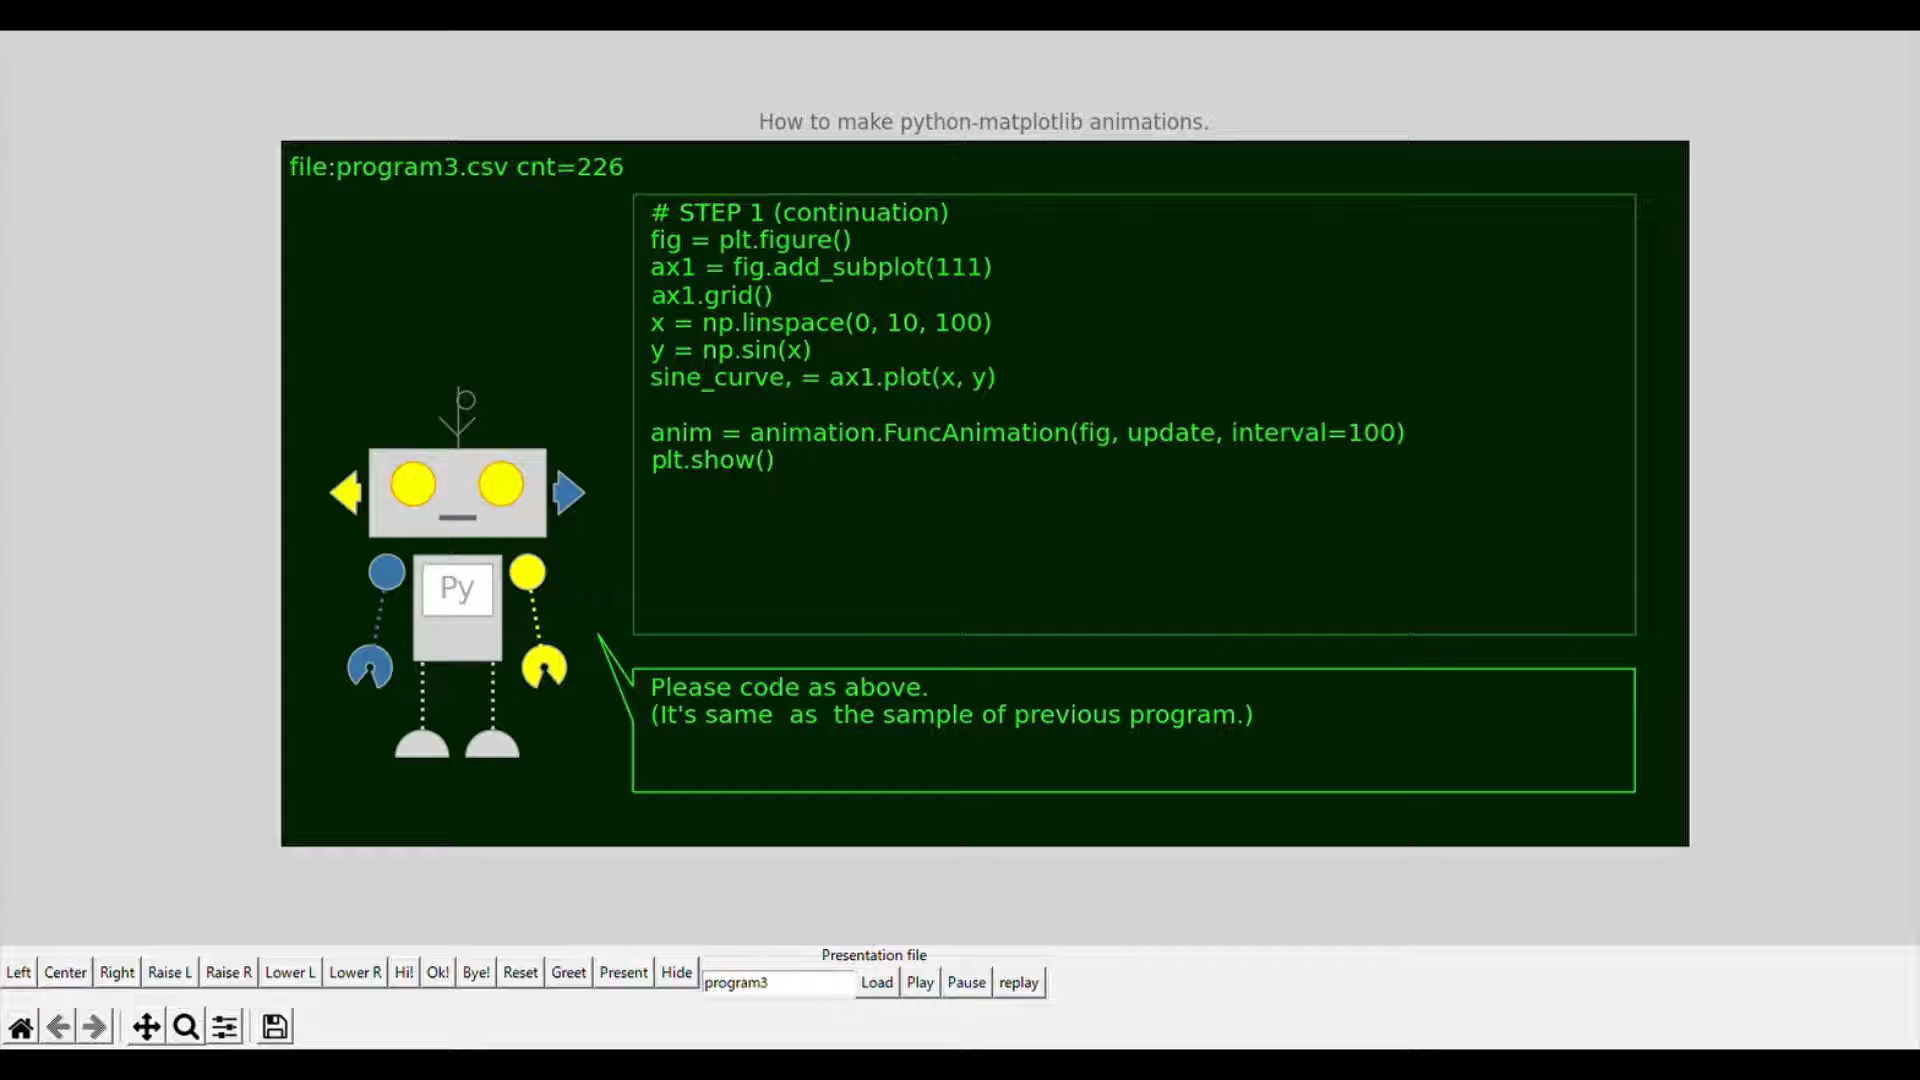 How to make python-matplotlib animations.
file:program3.csv cnt=226
# STEP 1 (continuation)
fig = plt.figure()
ax1 = fig.add_subplot(111)
ax1.grid()
x = np.linspace(0, 10, 100)
y = np.sin(x)
sine_curve, = ax1.plot(x, y)
anim = animation.FuncAnimation(fig, update, interval=100)
plt.show()
Py
Please code as above.
(It's same  as  the sample of previous program.)
Presentation file
Left Center Right Raise L Raise R Lower L Lower R Hi! Ok! Bye! Reset Greet Present Hide program3 Load Play Pause replay